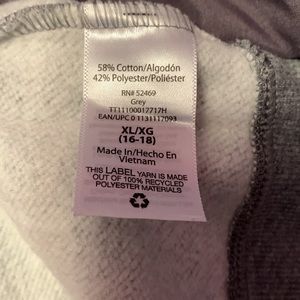 58% Cotton/Algodón
42% Polyester/Poliéster
RN# 52469
Grey
TT11100017717H
EAN/UPC 0 1131117093
XL/XG
(16-18)
Made In/Hecho En
Vietnam
THIS LABEL YARN IS MADE
OUT OF 100% RECYCLED
POLYESTER MATERIALS